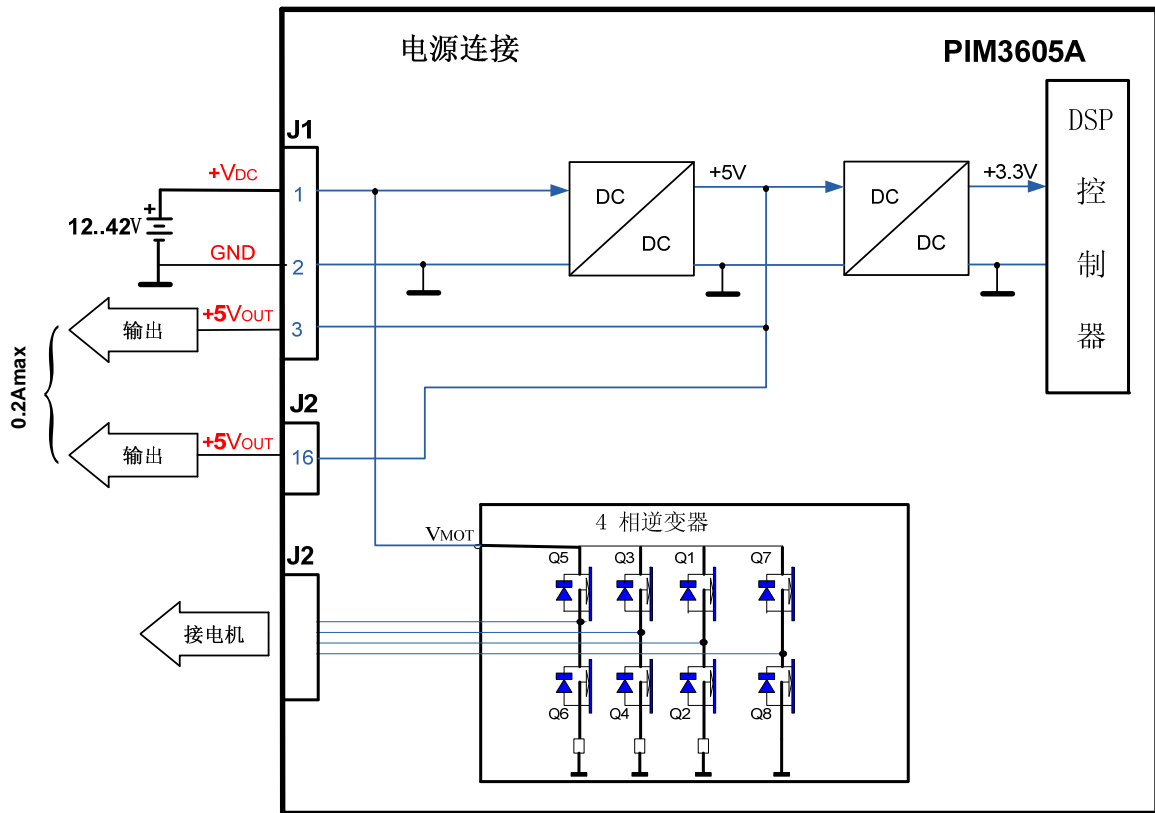 电源连接
PIM3605A
J1
+VDC
1
12..42V
+
GND
2
+5VOUT
3
输出
0.2Amax
J2
+5VOUT
16
输出
DC
DC
+5V
DC
DC
+3.3V
DSP
控
制
器
J2
接电机
VMOT
4 相逆变器
Q5
Q3
Q1
Q7
Q6
Q4
Q2
Q8